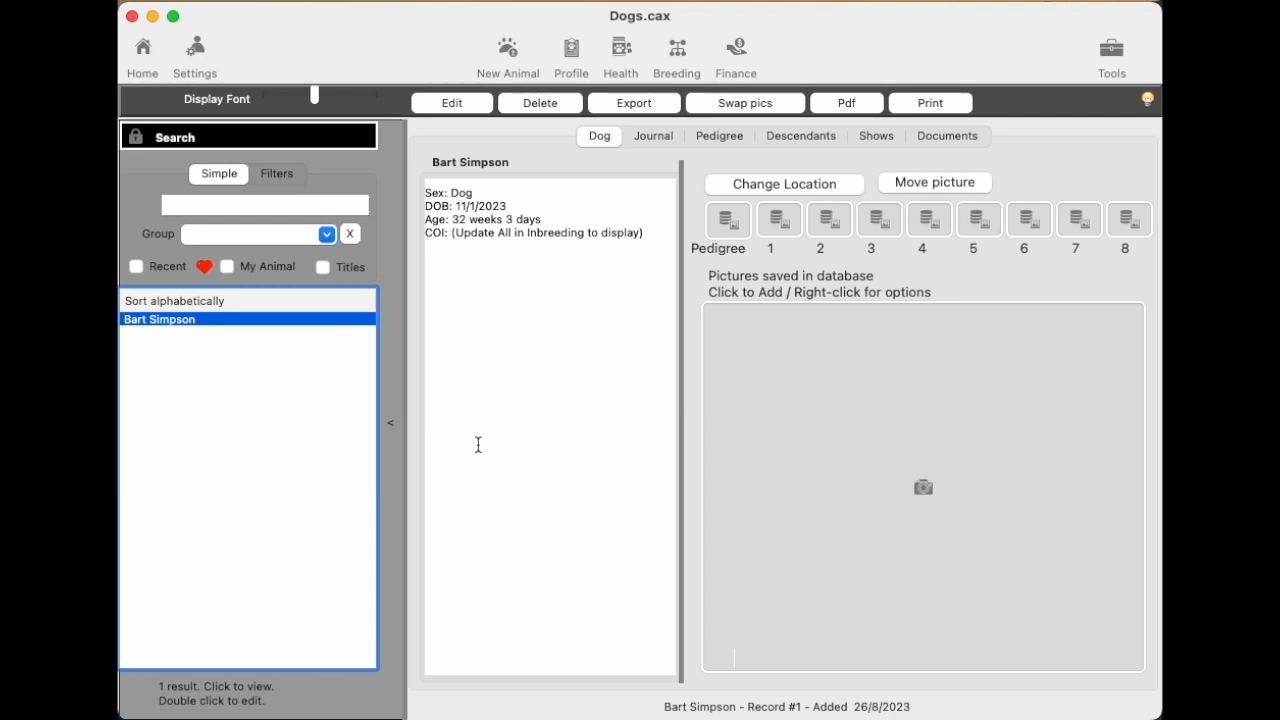 Dogs.cax
Home Settings New Animal Profile Health Breeding Finance Tools
Display Font Edit Delete Export Swap pics Pdf Print
Search
Simple Filters
Group X
Recent My Animal Titles
Sort alphabetically
Bart Simpson
1 result. Click to view.
Double click to edit.
<
Dog Journal Pedigree Descendants Shows Documents
Bart Simpson
Sex: Dog
DOB: 11/1/2023
Age: 32 weeks 3 days
COI: (Update All in Inbreeding to display)
Change Location Move picture
Pedigree 1 2 3 4 5 6 7 8
Pictures saved in database
Click to Add / Right-click for options
Bart Simpson - Record #1 - Added 26/8/2023